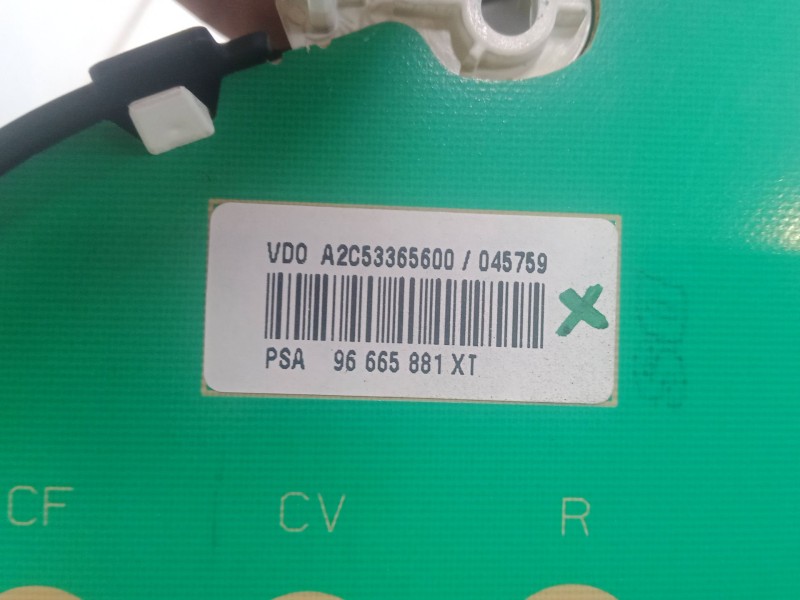 VDO A2C53365600 / 045759
PSA 96 665 881 XT
CF CV R